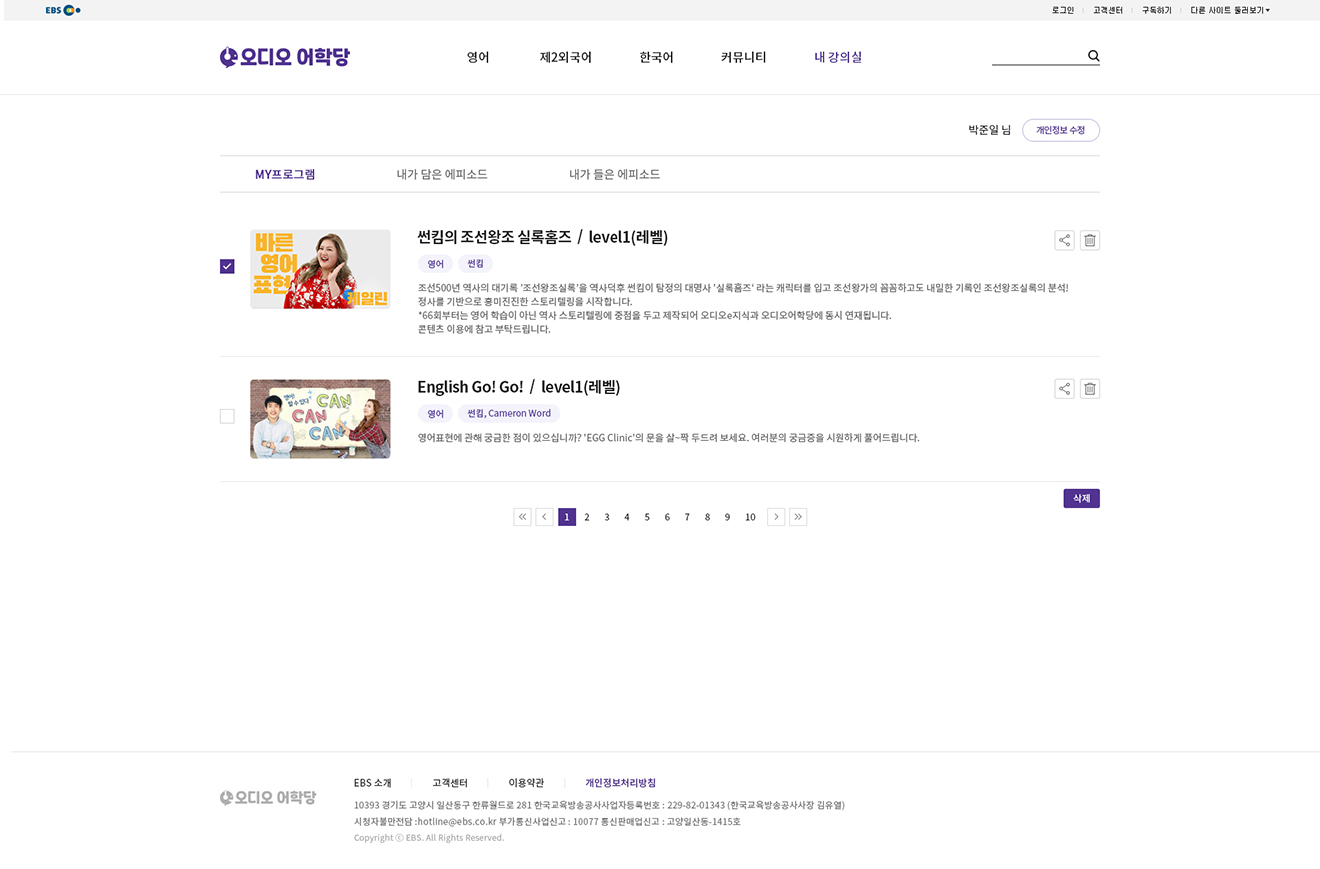 EBS
로그인 고객센터 구독하기 다른 사이트 둘러보기
오디오 어학당
영어 제2외국어 한국어 커뮤니티 내 강의실
박준일 님 개인정보 수정
MY프로그램 내가 담은 에피소드 내가 들은 에피소드
바른
영어
표현
케일린
썬킴의 조선왕조 실록홈즈 / level1(레벨)
영어 썬킴
조선500년 역사의 대기록 '조선왕조실록'을 역사덕후 썬킴이 탐정의 대명사 '실록홈즈' 라는 캐릭터를 입고 조선왕가의 꼼꼼하고도 내밀한 기록인 조선왕조실록의 분석!
정사를 기반으로 흥미진진한 스토리텔링을 시작합니다.
*66회부터는 영어 학습이 아닌 역사 스토리텔링에 중점을 두고 제작되어 오디오e지식과 오디오어학당에 동시 연재됩니다.
콘텐츠 이용에 참고 부탁드립니다.
CAN
CAN
CAN
English Go! Go! / level1(레벨)
영어 썬킴, Cameron Word
영어표현에 관해 궁금한 점이 있으십니까? 'EGG Clinic'의 문을 살~짝 두드려 보세요. 여러분의 궁금증을 시원하게 풀어드립니다.
삭제
1 2 3 4 5 6 7 8 9 10
오디오 어학당
EBS 소개 고객센터 이용약관 개인정보처리방침
10393 경기도 고양시 일산동구 한류월드로 281 한국교육방송공사사업자등록번호 : 229-82-01343 (한국교육방송공사사장 김유열)
시청자불만전담 :hotline@ebs.co.kr 부가통신사업신고 : 10077 통신판매업신고 : 고양일산동-1415호
Copyright ⓒ EBS. All Rights Reserved.